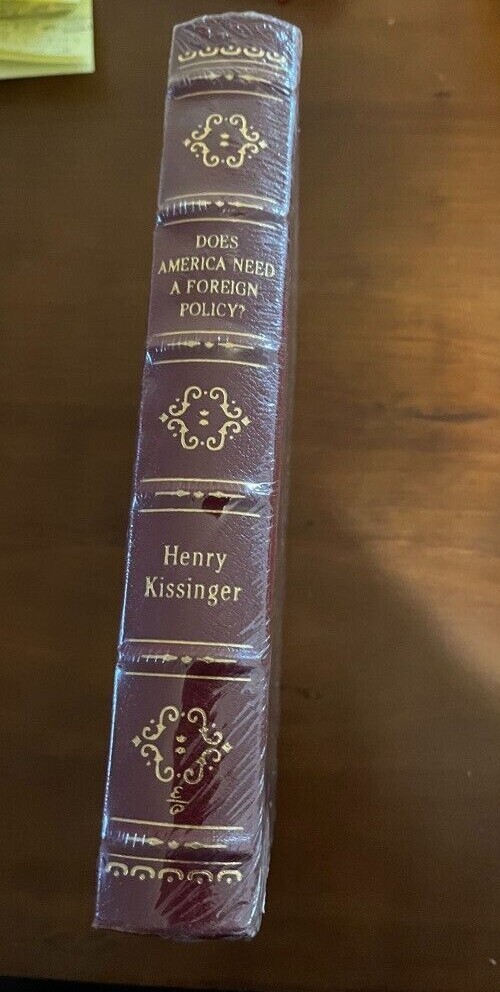 DOES
AMERICA NEED
A FOREIGN
POLICY?
Henry
Kissinger